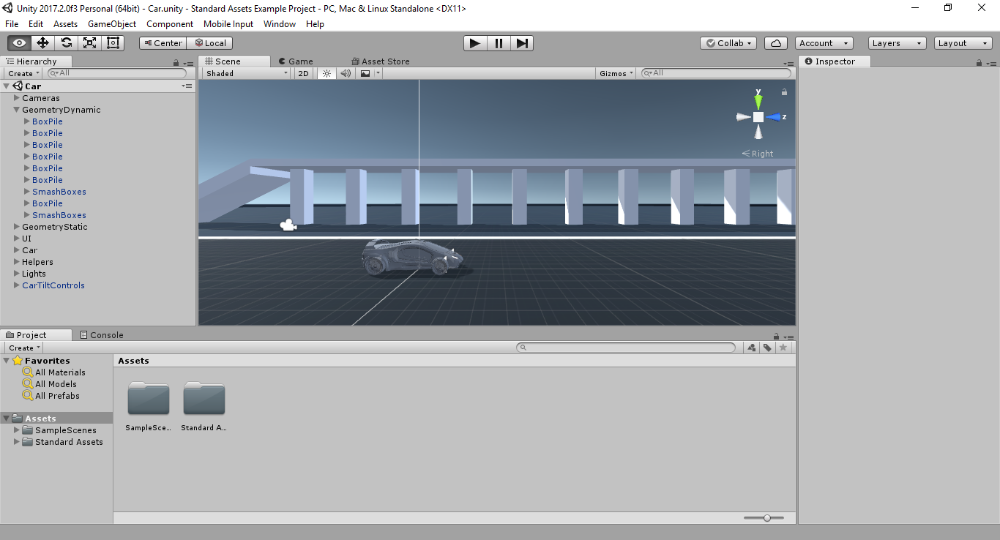 Unity 2017.2.0f3 Personal (64bit) - Car.unity - Standard Assets Example Project - PC, Mac & Linux Standalone <DX11>
File Edit Assets GameObject Component Mobile Input Window Help
Center Local Collab Account Layers Layout
Hierarchy
Create All
Car
Cameras
GeometryDynamic
BoxPile
BoxPile
BoxPile
BoxPile
BoxPile
BoxPile
SmashBoxes
BoxPile
SmashBoxes
GeometryStatic
UI
Car
Helpers
Lights
CarTiltControls
Scene Game Asset Store
Shaded 2D Gizmos All
y
z
Right
Inspector
Project Console
Create
Favorites
All Materials
All Models
All Prefabs
Assets
SampleScenes
Standard Assets
Assets
SampleSce... Standard A...